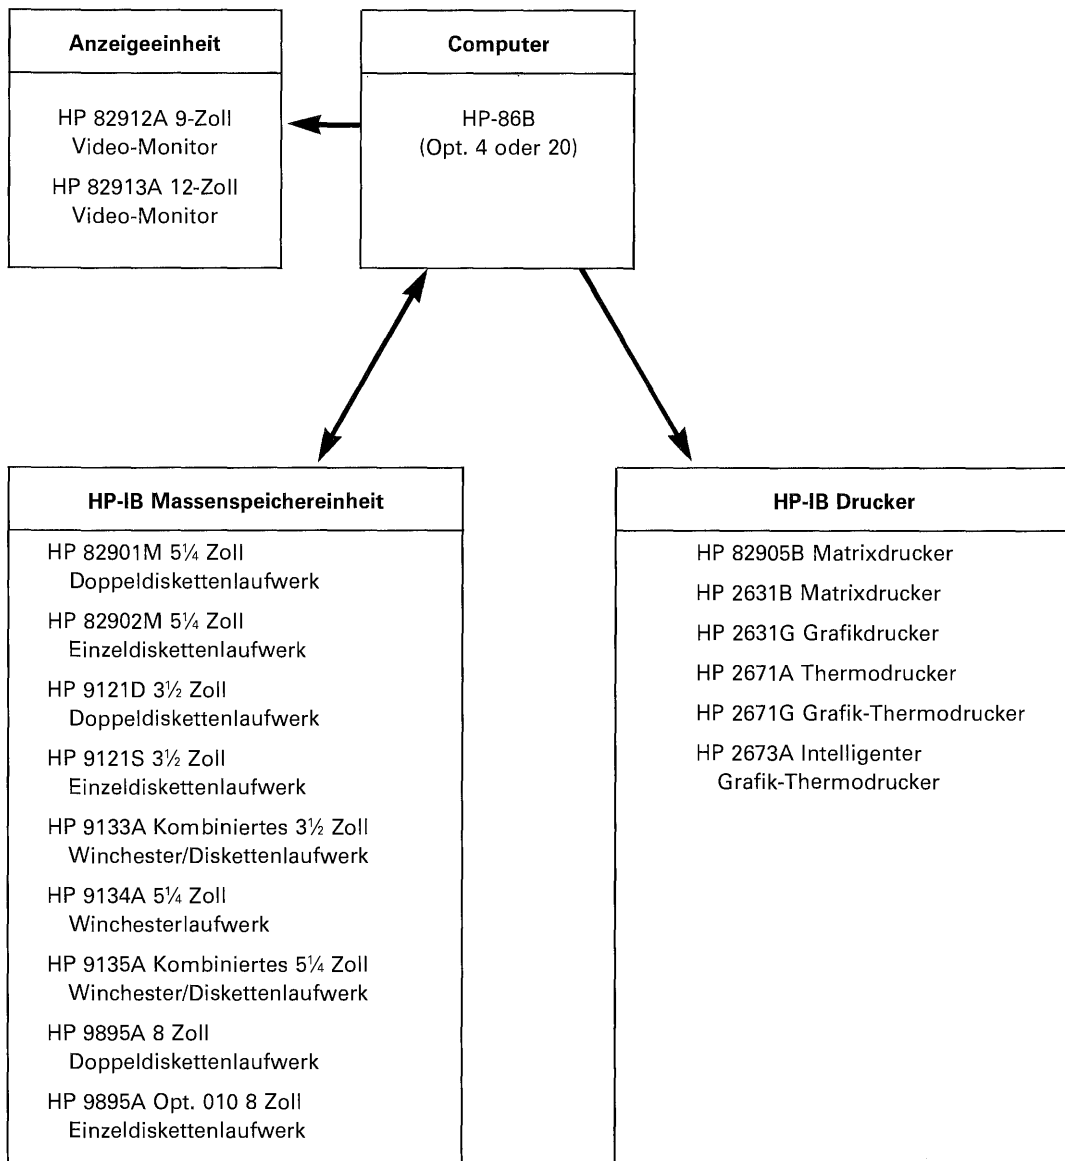 Anzeigeeinheit
HP 82912A 9-Zoll
Video-Monitor
HP 82913A 12-Zoll
Video-Monitor
Computer
HP-86B
(Opt. 4 oder 20)
HP-IB Massenspeichereinheit
HP 82901M 5¼ Zoll
Doppeldiskettenlaufwerk
HP 82902M 5¼ Zoll
Einzeldiskettenlaufwerk
HP 9121D 3½ Zoll
Doppeldiskettenlaufwerk
HP 9121S 3½ Zoll
Einzeldiskettenlaufwerk
HP 9133A Kombiniertes 3½ Zoll
Winchester/Diskettenlaufwerk
HP 9134A 5¼ Zoll
Winchesterlaufwerk
HP 9135A Kombiniertes 5¼ Zoll
Winchester/Diskettenlaufwerk
HP 9895A 8 Zoll
Doppeldiskettenlaufwerk
HP 9895A Opt. 010 8 Zoll
Einzeldiskettenlaufwerk
HP-IB Drucker
HP 82905B Matrixdrucker
HP 2631B Matrixdrucker
HP 2631G Grafikdrucker
HP 2671A Thermodrucker
HP 2671G Grafik-Thermodrucker
HP 2673A Intelligenter
Grafik-Thermodrucker